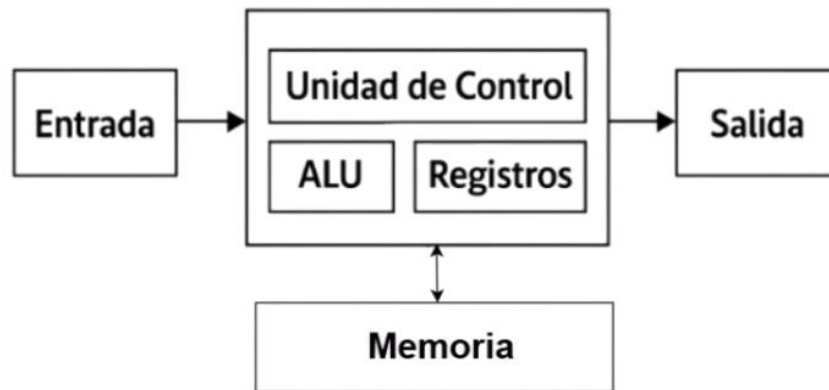 Unidad de Control
Entrada
Salida
ALU
Registros
Memoria